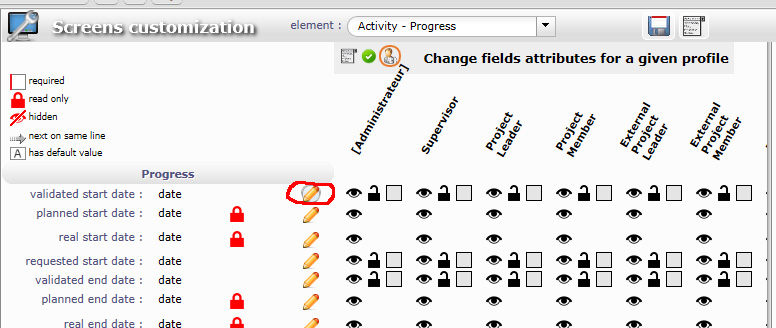 Screens customization
element :
Activity - Progress
Change fields attributes for a given profile
required
read only
hidden
next on same line
A has default value
[Administrateur]
Supervisor
Project
Leader
Project
Member
External
Project
Leader
External
Project
Member
Progress
validated start date : date
planned start date : date
real start date : date
requested start date : date
validated end date : date
planned end date : date
real end date : date